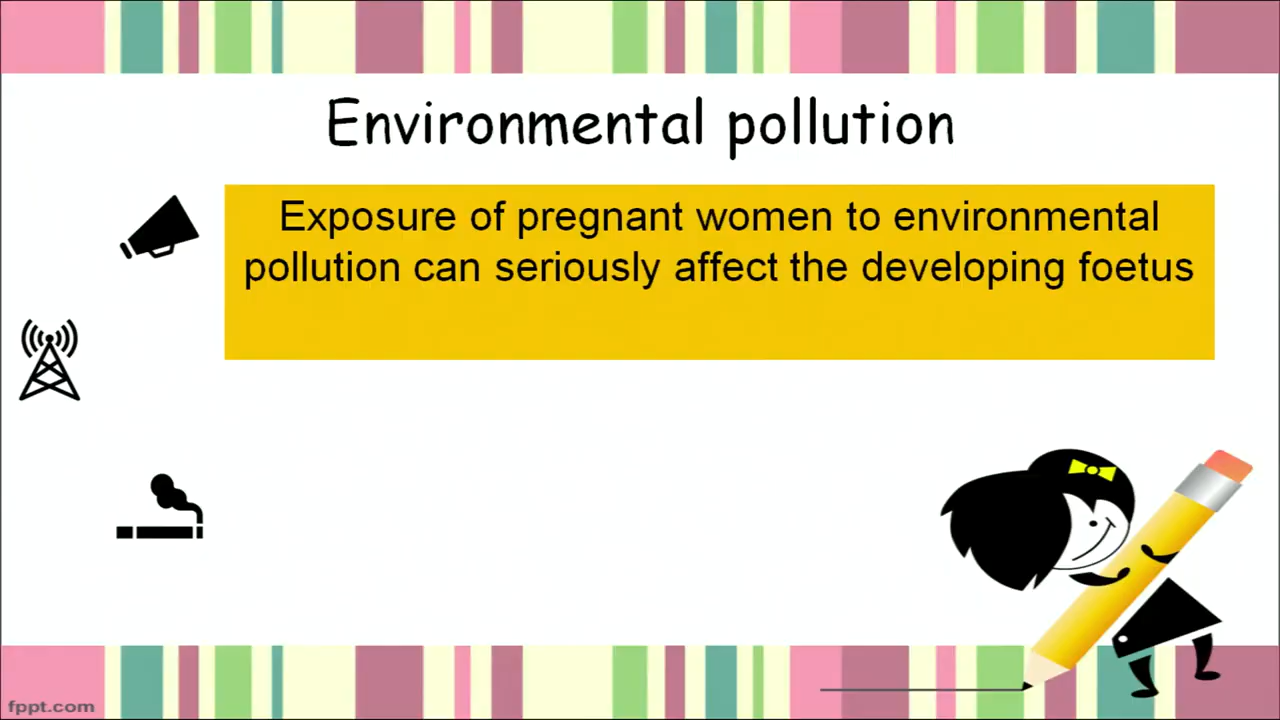 Environmental pollution
Exposure of pregnant women to environmental
pollution can seriously affect the developing foetus
fppt.com